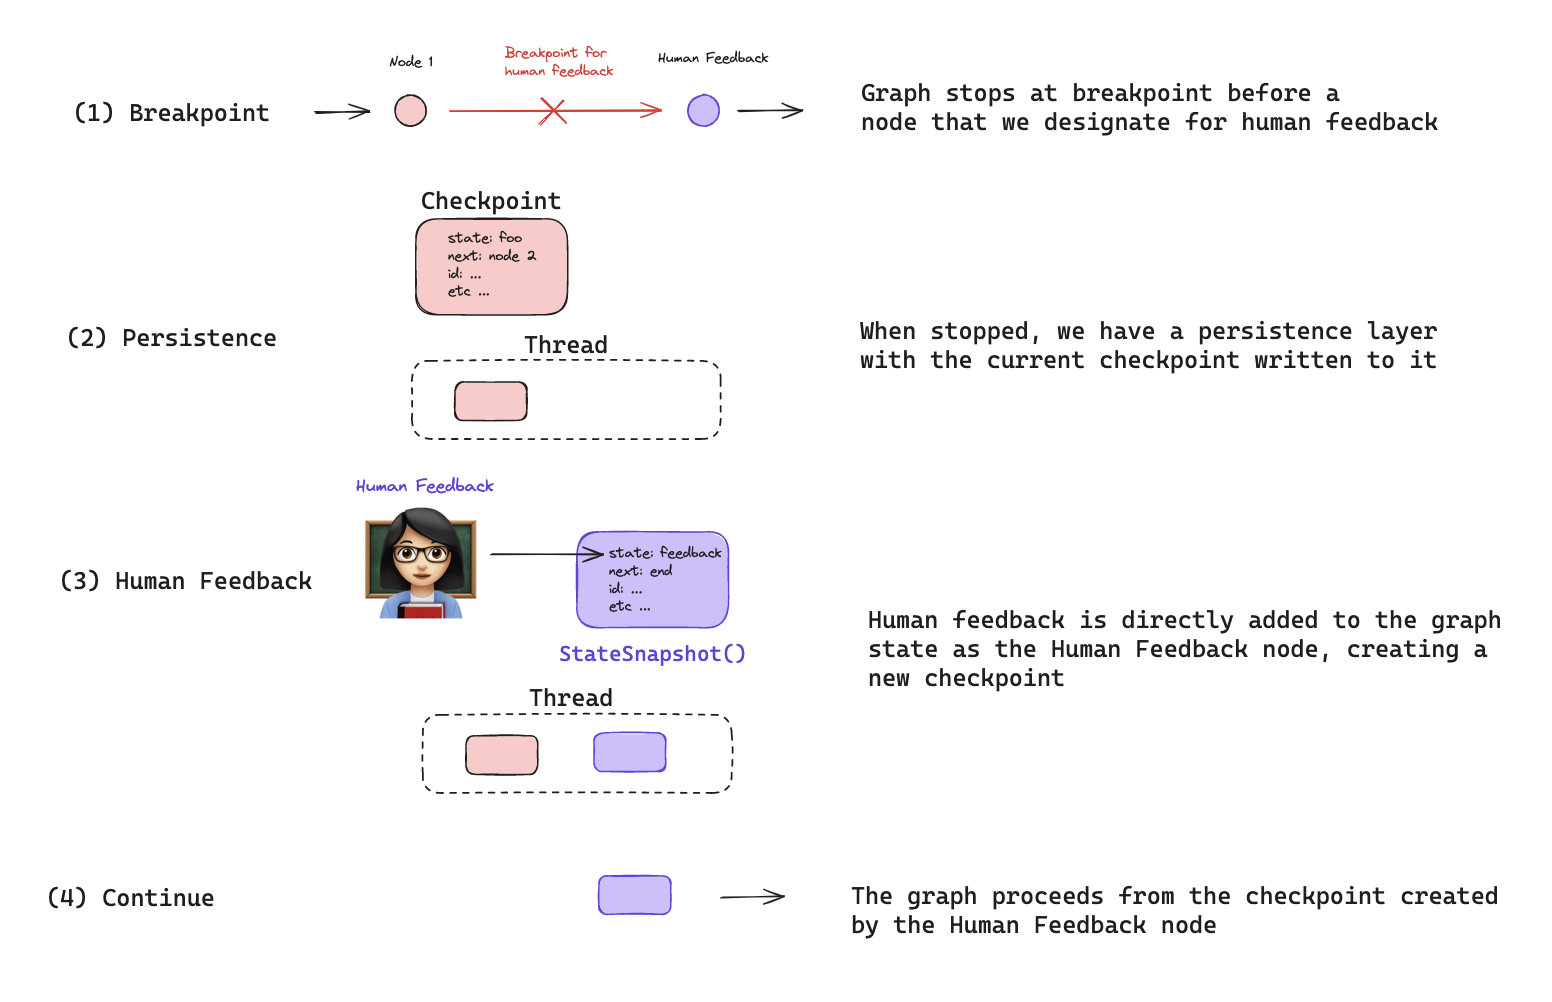 Node 1
Breakpoint for
human feedback
Human Feedback
(1) Breakpoint
Graph stops at breakpoint before a
node that we designate for human feedback
Checkpoint
state: foo
next: node 2
id: ...
etc ...
(2) Persistence
Thread
When stopped, we have a persistence layer
with the current checkpoint written to it
Human Feedback
(3) Human Feedback
state: feedback
next: end
id: ...
etc ...
StateSnapshot()
Human feedback is directly added to the graph
state as the Human Feedback node, creating a
new checkpoint
Thread
(4) Continue
The graph proceeds from the checkpoint created
by the Human Feedback node